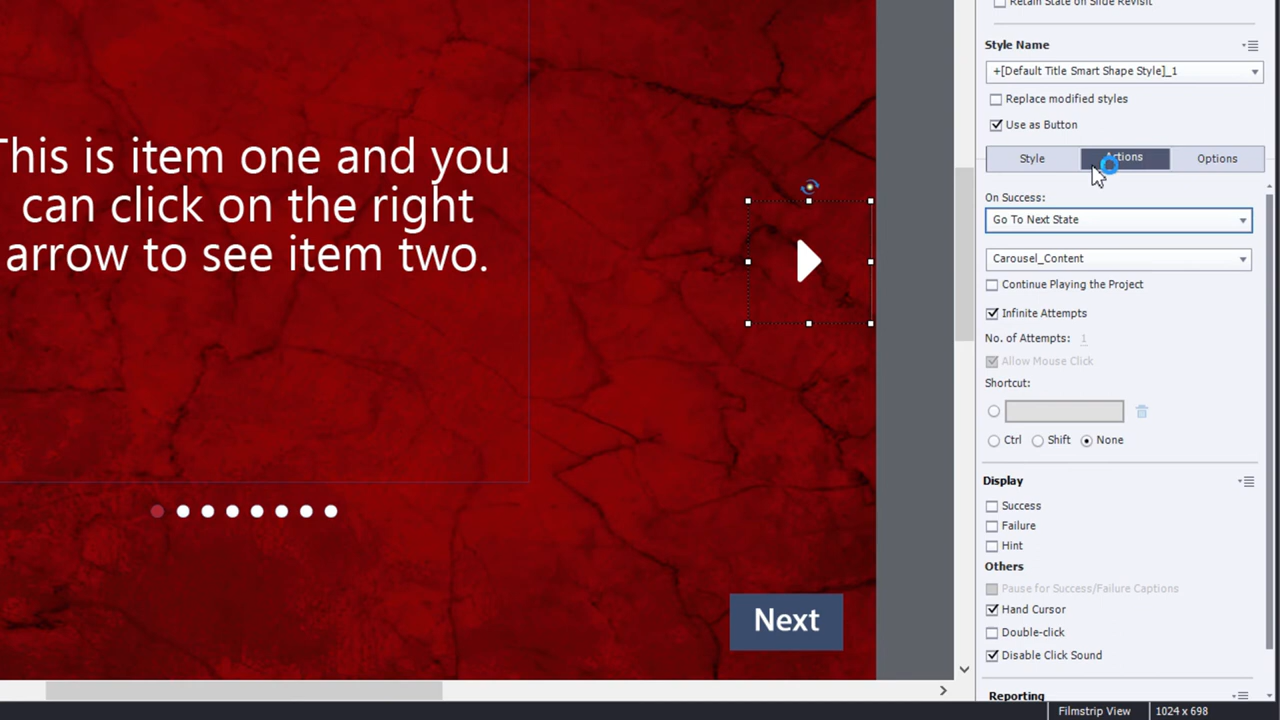 Retain State on Slide Revisit
Style Name
+[Default Title Smart Shape Style]_1
Replace modified styles
Use as Button
Style
Actions
Options
This is item one and you
can click on the right
arrow to see item two.
On Success:
Go To Next State
Carousel_Content
Continue Playing the Project
Infinite Attempts
No. of Attempts: 1
Allow Mouse Click
Shortcut:
Ctrl
Shift
None
Display
Success
Failure
Hint
Others
Pause for Success/Failure Captions
Hand Cursor
Double-click
Disable Click Sound
Next
Reporting
Filmstrip View
1024 x 698